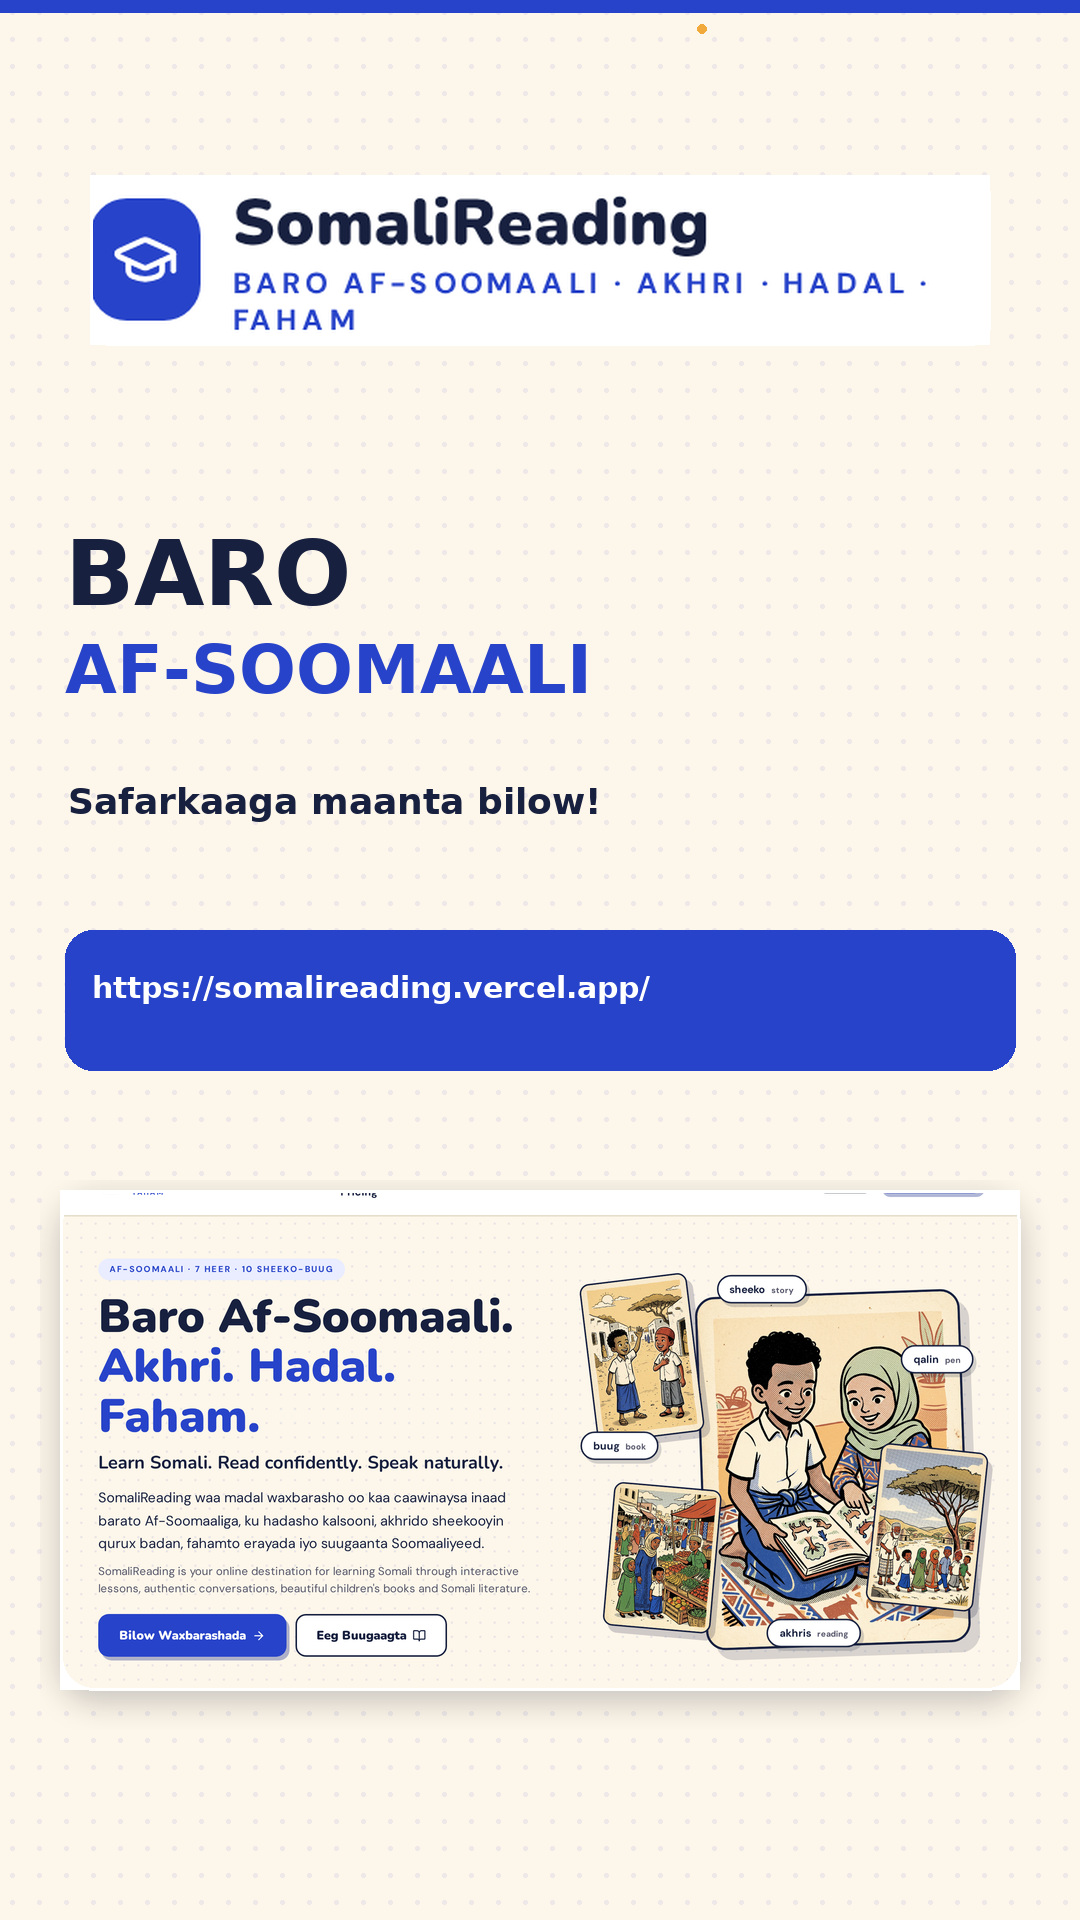 SomaliReading
BARO AF-SOOMAALI · AKHRI · HADAL ·
FAHAM
BARO
AF-SOOMAALI
Safarkaaga maanta bilow!
https://somalireading.vercel.app/
FAHAM
Pricing
AF-SOOMAALI · 7 HEER · 10 SHEEKO-BUUG
Baro Af-Soomaali.
Akhri. Hadal.
Faham.
Learn Somali. Read confidently. Speak naturally.
SomaliReading waa madal waxbarasho oo kaa caawinaysa inaad
barato Af-Soomaaliga, ku hadasho kalsooni, akhrido sheekooyin
qurux badan, fahamto erayada iyo suugaanta Soomaaliyeed.
SomaliReading is your online destination for learning Somali through interactive
lessons, authentic conversations, beautiful children's books and Somali literature.
Bilow Waxbarashada →
Eeg Buugaagta
sheeko story
qalin pen
buug book
akhris reading